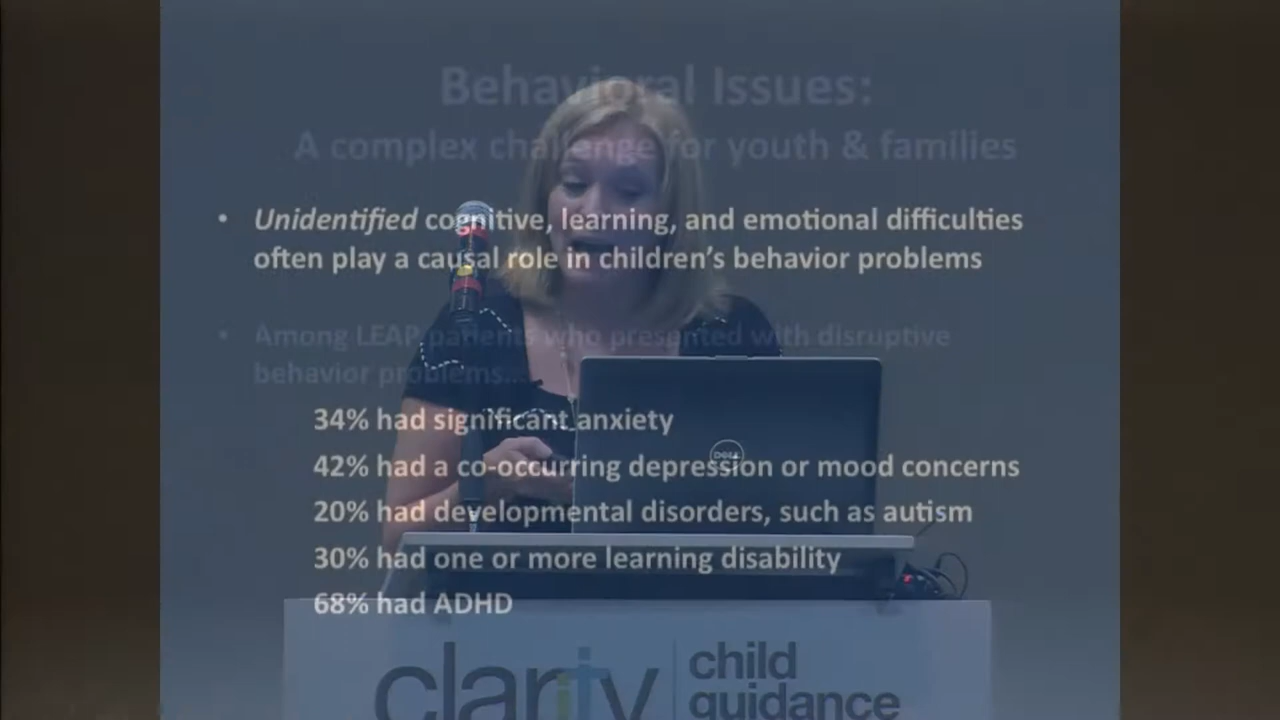 Behavioral Issues:
A complex challenge for youth & families
• Unidentified cognitive, learning, and emotional difficulties
often play a causal role in children's behavior problems
• Among LEAP patients who presented with disruptive
behavior problems...
34% had significant anxiety
42% had a co-occurring depression or mood concerns
DELL
20% had developmental disorders, such as autism
30% had one or more learning disability
68% had ADHD
clarity
child
guidance